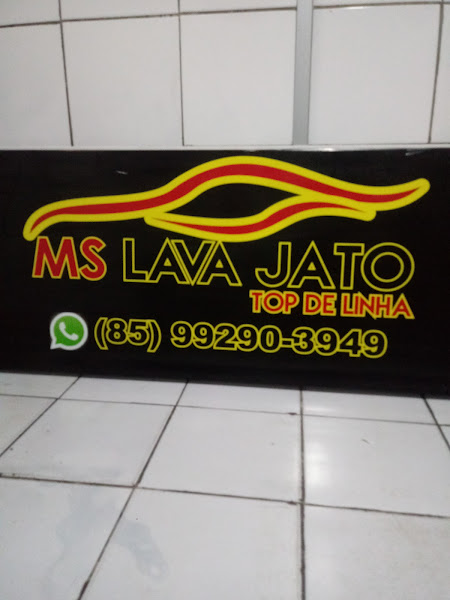 MS LAVA JATO
TOP DE LINHA
(85) 99290-3949